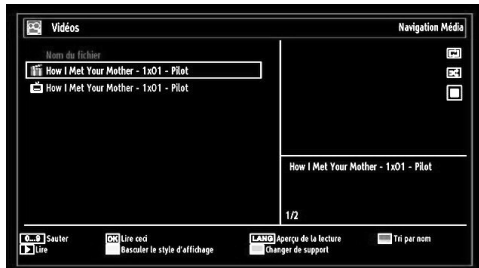 Vidéos Navigation Média
Nom du fichier
How I Met Your Mother - 1x01 - Pilot
How I Met Your Mother - 1x01 - Pilot
How I Met Your Mother - 1x01 - Pilot
1/2
0...9 Sauter OK Lire ceci LANG Aperçu de la lecture Tri par nom
Lire Basculer le style d'affichage Changer de support